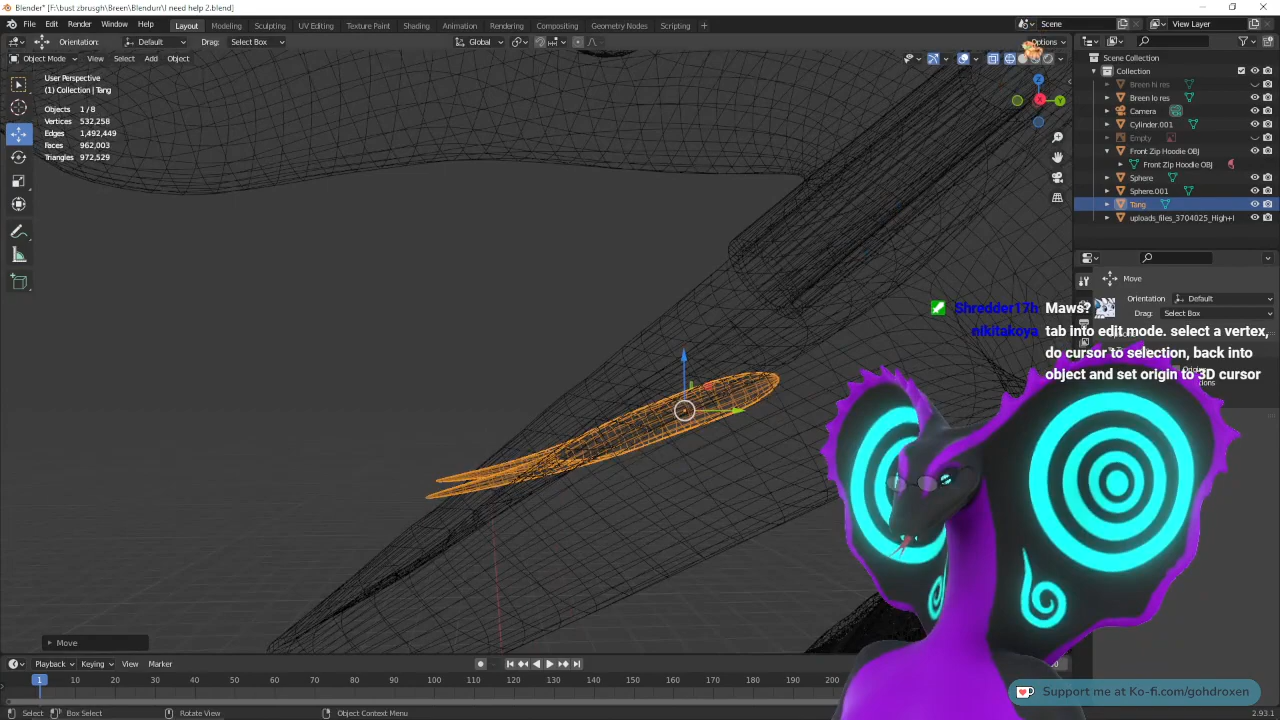 Blender* [F:\bust zbrusgh\Breen\Blendun\I need help 2.blend]
File Edit Render Window Help Layout Modeling Sculpting UV Editing Texture Paint Shading Animation Rendering Compositing Geometry Nodes Scripting + Scene View Layer
Orientation: Default Drag: Select Box Global Options
Object Mode View Select Add Object
User Perspective
(1) Collection | Tang
Objects 1 / 8
Vertices 532,258
Edges 1,492,449
Faces 962,003
Triangles 972,529
Z
Y
Scene Collection
Collection
Breen hi res
Breen lo res
Camera
Cylinder.001
Empty
Front Zip Hoodie OBJ
Front Zip Hoodie OBJ
Sphere
Sphere.001
Tang
uploads_files_3704025_High+I
Move
Orientation Default
Drag: Select Box
Shredder17h Maws?
nikitakoya tab into edit mode. select a vertex,
do cursor to selection, back into
object and set origin to 3D cursor
Move
Playback Keying View Marker
1 10 20 30 40 50 60 70 80 90 100 110 120 130 140 150 160 170 180 190 200
Support me at Ko-fi.com/gohdroxen
Select Box Select Rotate View Object Context Menu 2.93.1